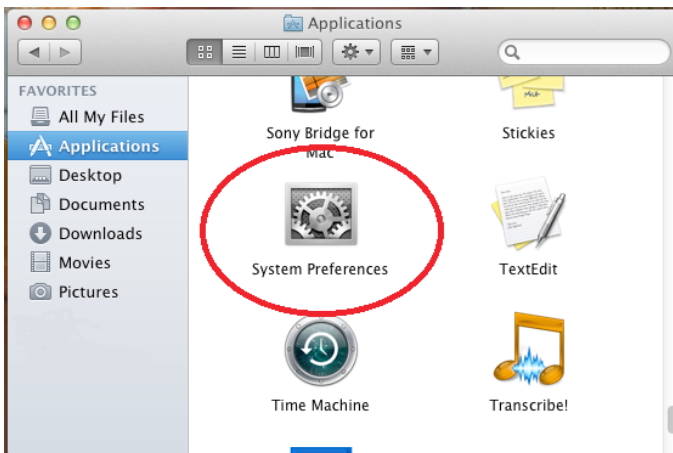 Applications
FAVORITES
All My Files
Applications
Desktop
Documents
Downloads
Movies
Pictures
Sony Bridge for
Mac
Stickies
System Preferences
TextEdit
Time Machine
Transcribe!